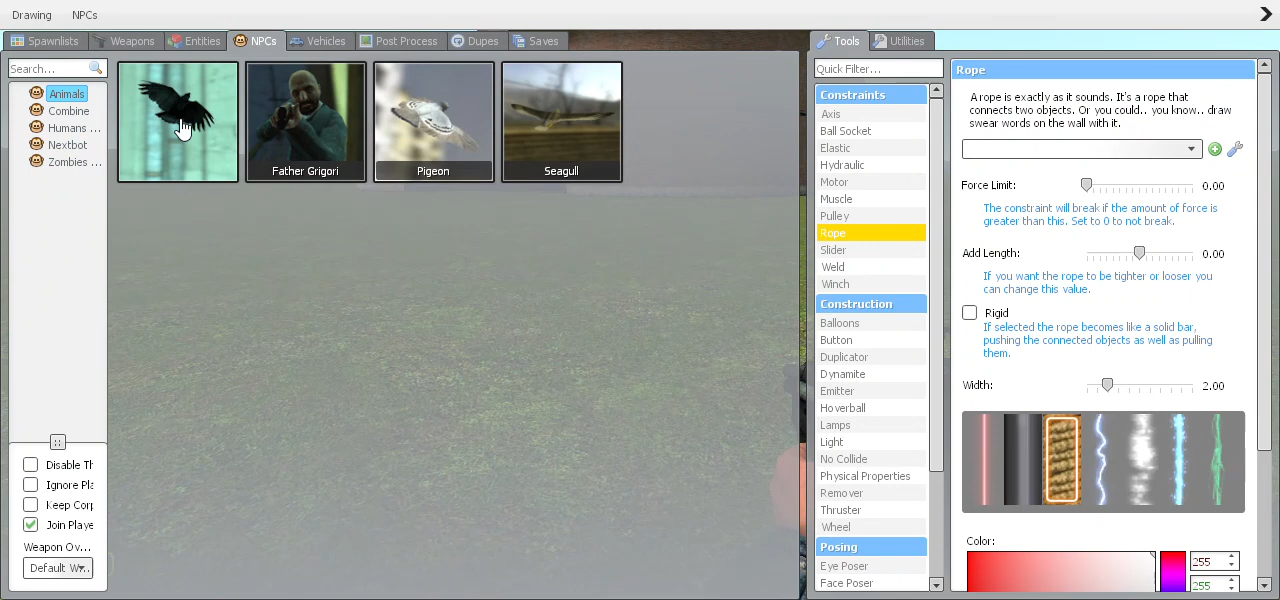 Drawing NPCs
Spawnlists Weapons Entities NPCs Vehicles Post Process Dupes Saves
Search...
Animals
Combine
Humans ...
Nextbot
Zombies ...
Father Grigori
Pigeon
Seagull
Disable Th
Ignore Pla
Keep Corp
Join Playe
Weapon Ov...
Default W...
Tools Utilities
Quick Filter...
Constraints
Axis
Ball Socket
Elastic
Hydraulic
Motor
Muscle
Pulley
Rope
Slider
Weld
Winch
Construction
Balloons
Button
Duplicator
Dynamite
Emitter
Hoverball
Lamps
Light
No Collide
Physical Properties
Remover
Thruster
Wheel
Posing
Eye Poser
Face Poser
Rope
A rope is exactly as it sounds. It's a rope that
connects two objects. Or you could.. you know.. draw
swear words on the wall with it.
Force Limit: 0.00
The constraint will break if the amount of force is
greater than this. Set to 0 to not break.
Add Length: 0.00
If you want the rope to be tighter or looser you
can change this value.
Rigid
If selected the rope becomes like a solid bar,
pushing the connected objects as well as pulling
them.
Width: 2.00
Color:
255
255